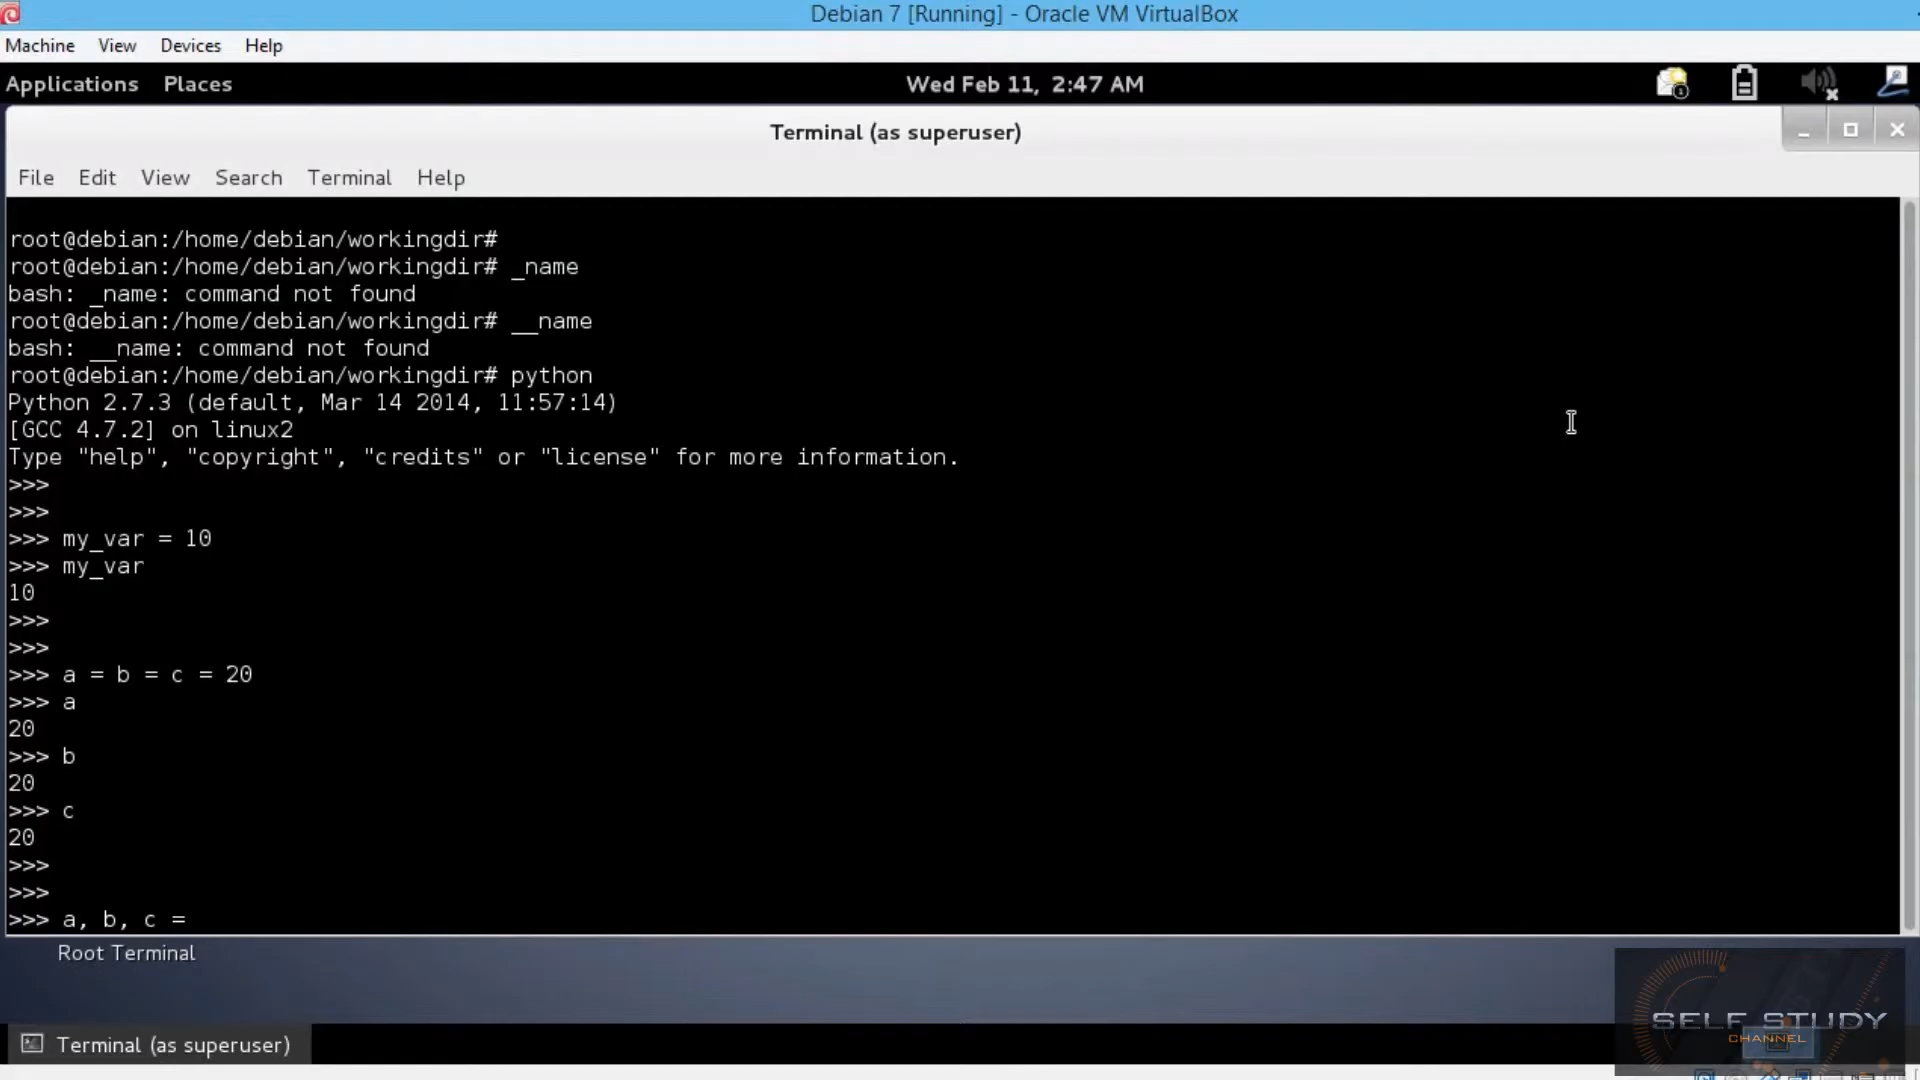 Debian 7 [Running] - Oracle VM VirtualBox
Machine View Devices Help
Applications Places Wed Feb 11, 2:47 AM
Terminal (as superuser)
File Edit View Search Terminal Help
root@debian:/home/debian/workingdir#
root@debian:/home/debian/workingdir# _name
bash: _name: command not found
root@debian:/home/debian/workingdir# __name
bash: __name: command not found
root@debian:/home/debian/workingdir# python
Python 2.7.3 (default, Mar 14 2014, 11:57:14)
[GCC 4.7.2] on linux2
Type "help", "copyright", "credits" or "license" for more information.
>>>
>>>
>>> my_var = 10
>>> my_var
10
>>>
>>>
>>> a = b = c = 20
>>> a
20
>>> b
20
>>> c
20
>>>
>>>
>>> a, b, c =
Root Terminal
SELF STUDY
CHANNEL
Terminal (as superuser)